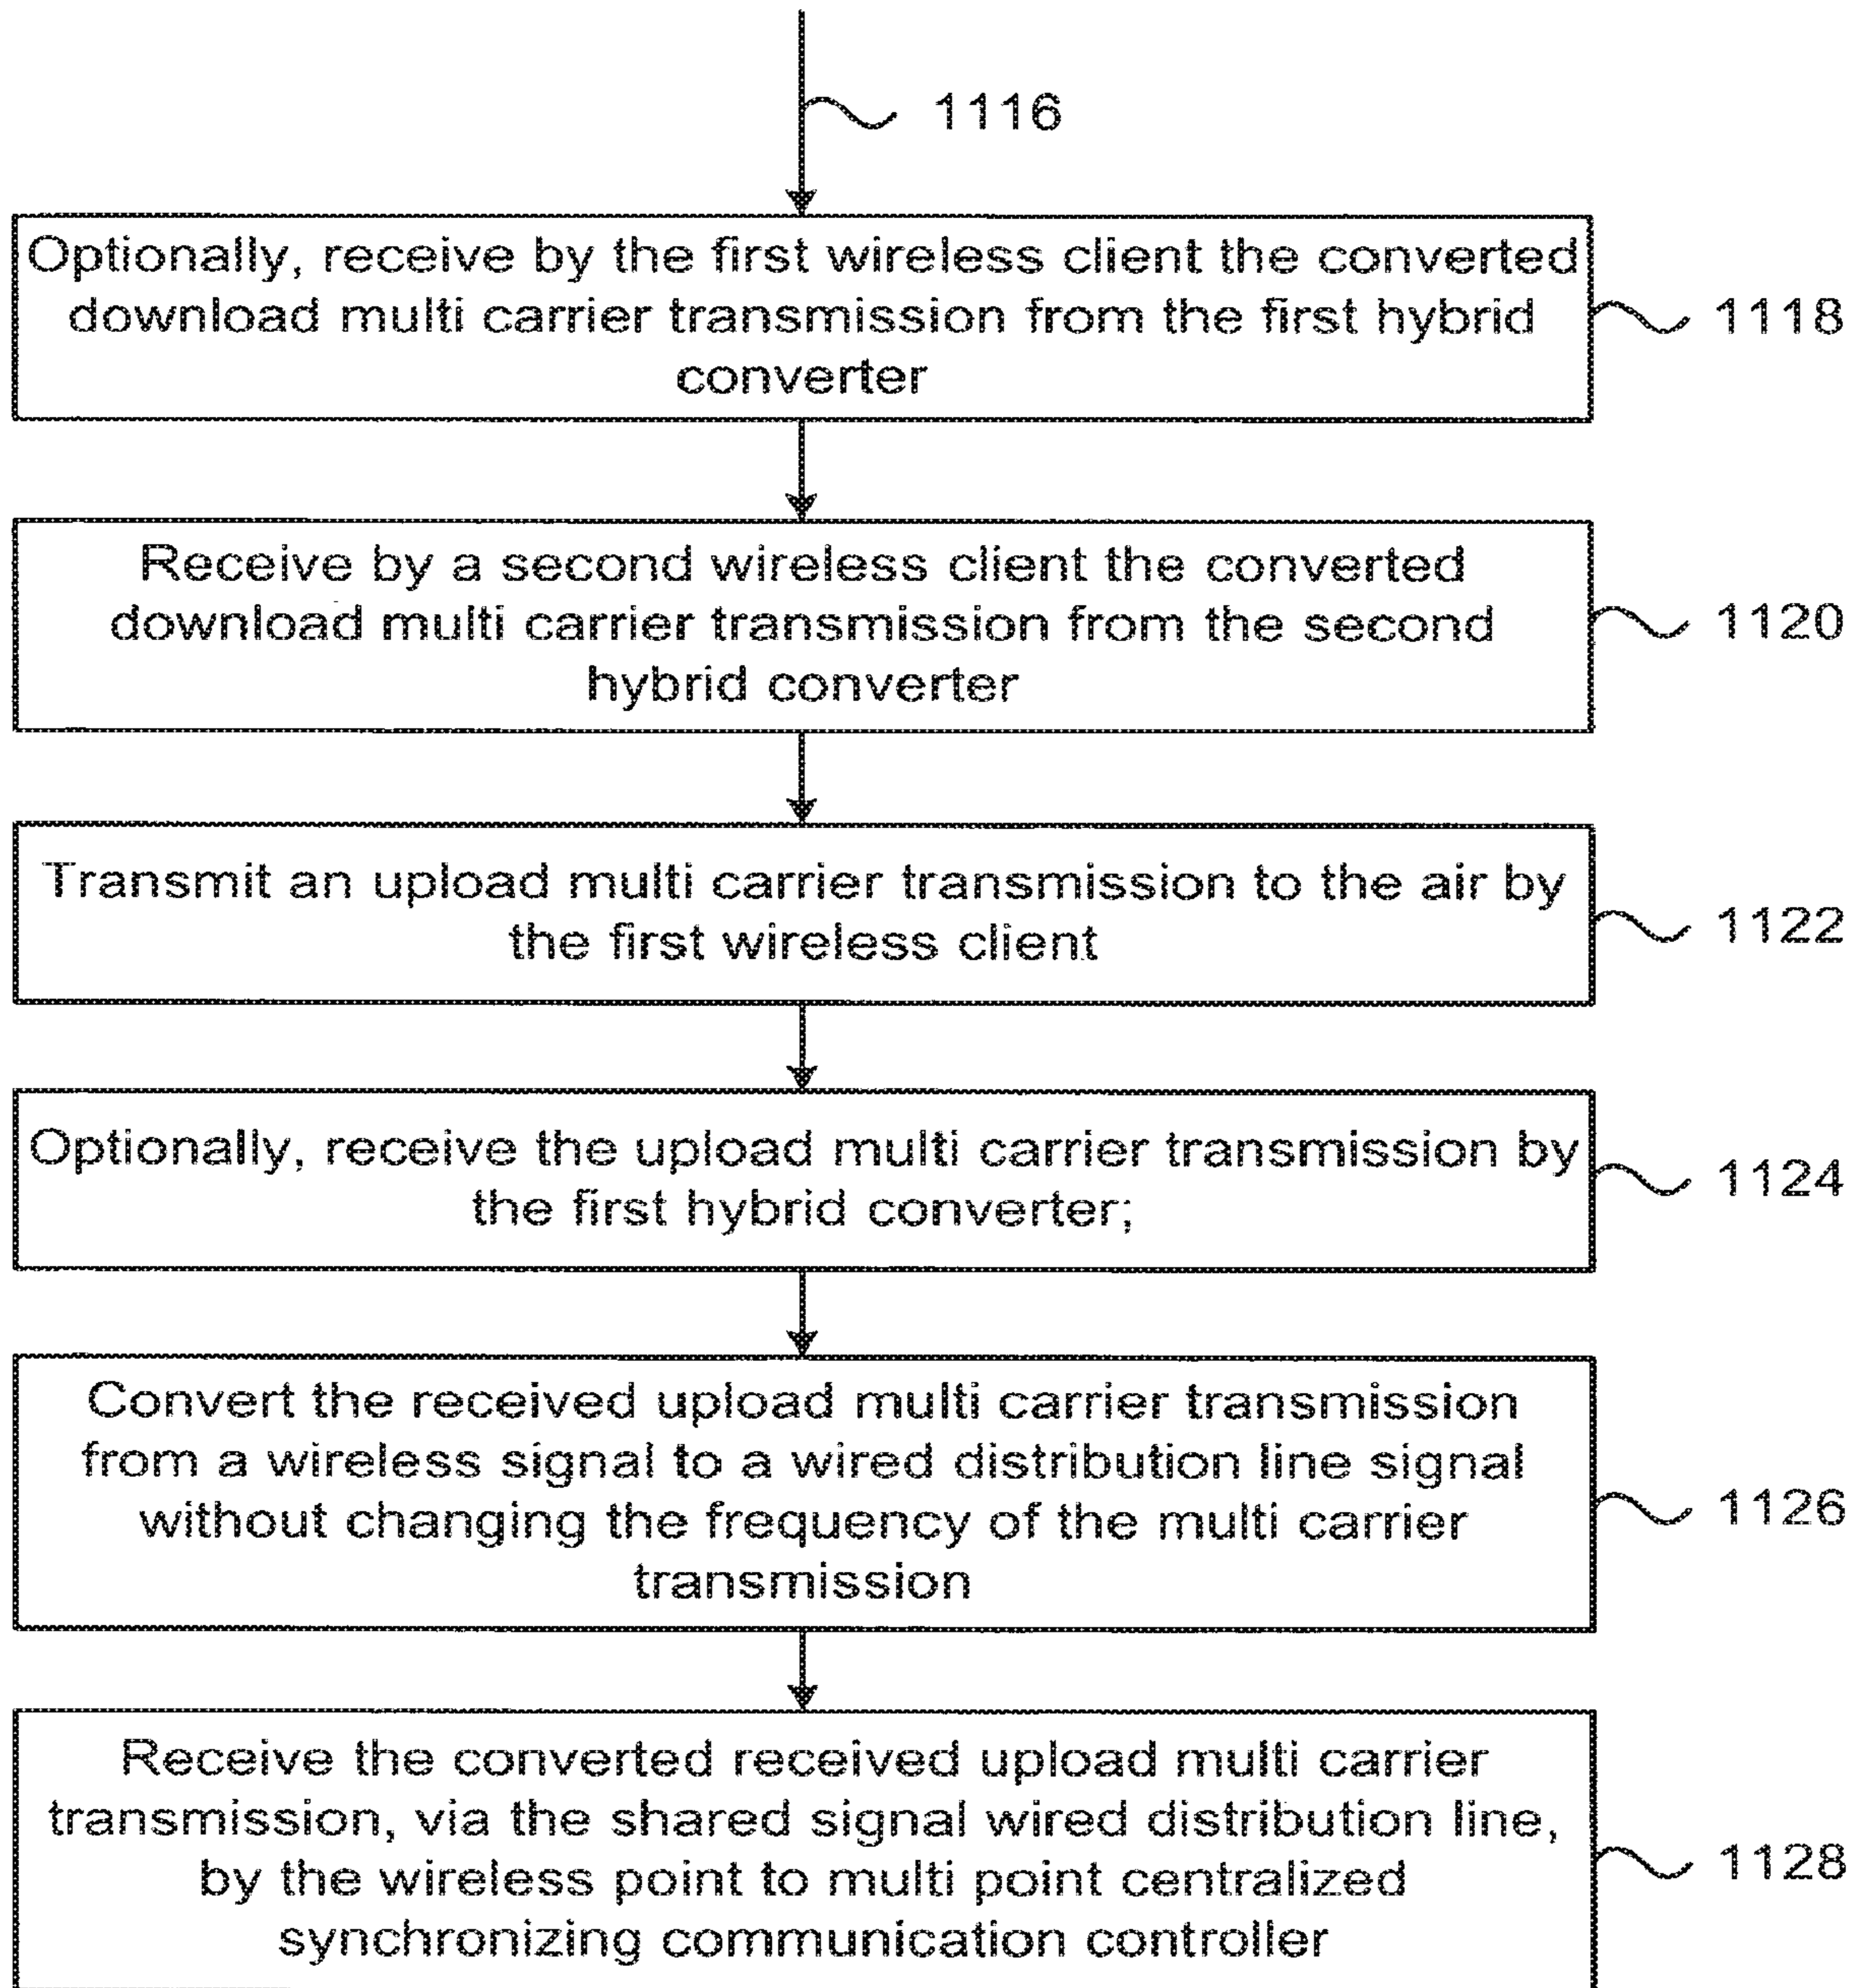 1116
Optionally, receive by the first wireless client the converted
download multi carrier transmission from the first hybrid
converter
1118
Receive by a second wireless client the converted
download multi carrier transmission from the second
hybrid converter
1120
Transmit an upload multi carrier transmission to the air by
the first wireless client
1122
Optionally, receive the upload multi carrier transmission by
the first hybrid converter;
1124
Convert the received upload multi carrier transmission
from a wireless signal to a wired distribution line signal
without changing the frequency of the multi carrier
transmission
1126
Receive the converted received upload multi carrier
transmission, via the shared signal wired distribution line,
by the wireless point to multi point centralized
synchronizing communication controller
1128